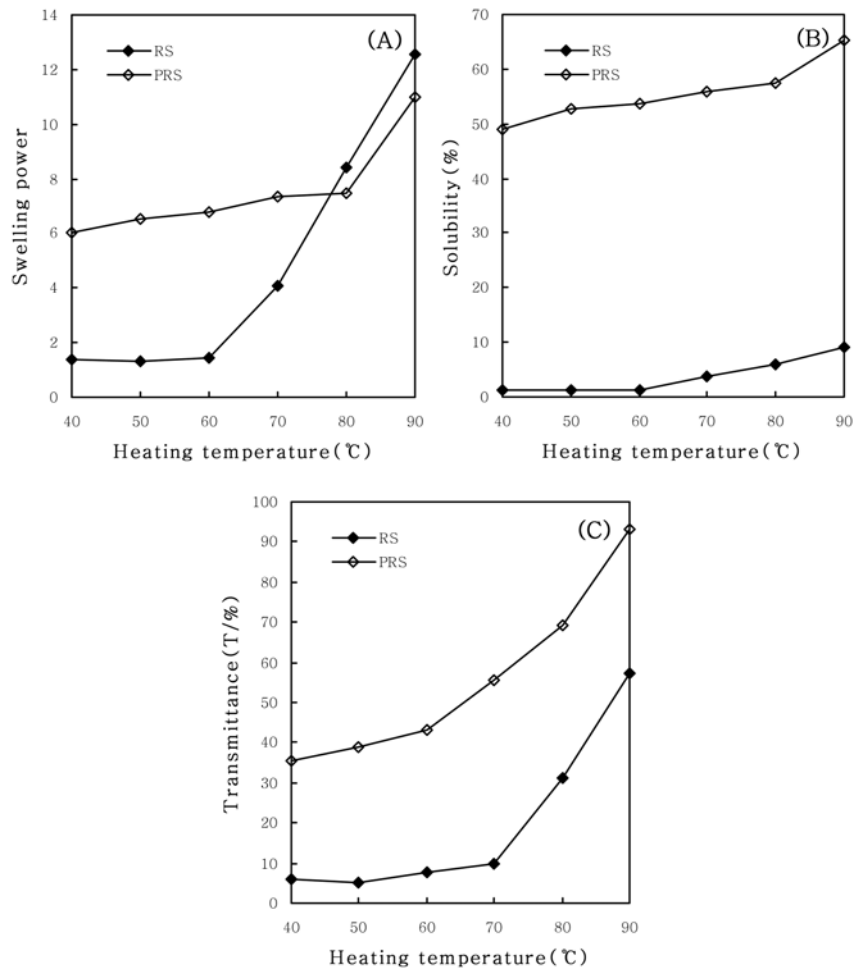 (A)
RS
PRS
14
12
10
8
6
4
2
0
Swelling power
40 50 60 70 80 90
Heating temperature(℃)
(B)
RS
PRS
70
60
50
40
30
20
10
0
Solubility(%)
40 50 60 70 80 90
Heating temperature(℃)
(C)
RS
PRS
100
90
80
70
60
50
40
30
20
10
0
Transmittance(T/%)
40 50 60 70 80 90
Heating temperature(℃)